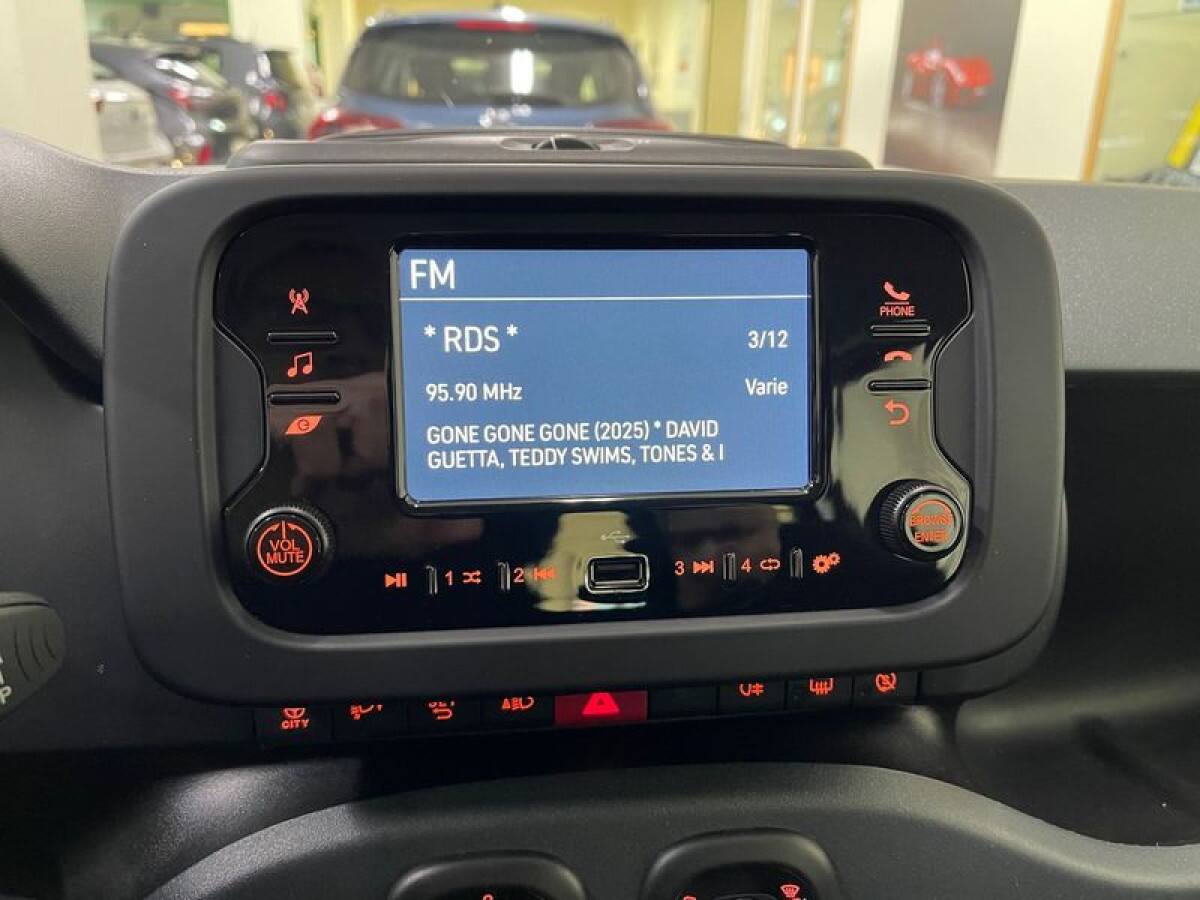 FM
* RDS *
3/12
95.90 MHz
Varie
GONE GONE GONE (2025) * DAVID
GUETTA, TEDDY SWIMS, TONES & I
PHONE
VOL
MUTE
BROWSE
ENTER
1
2
3
4
CITY